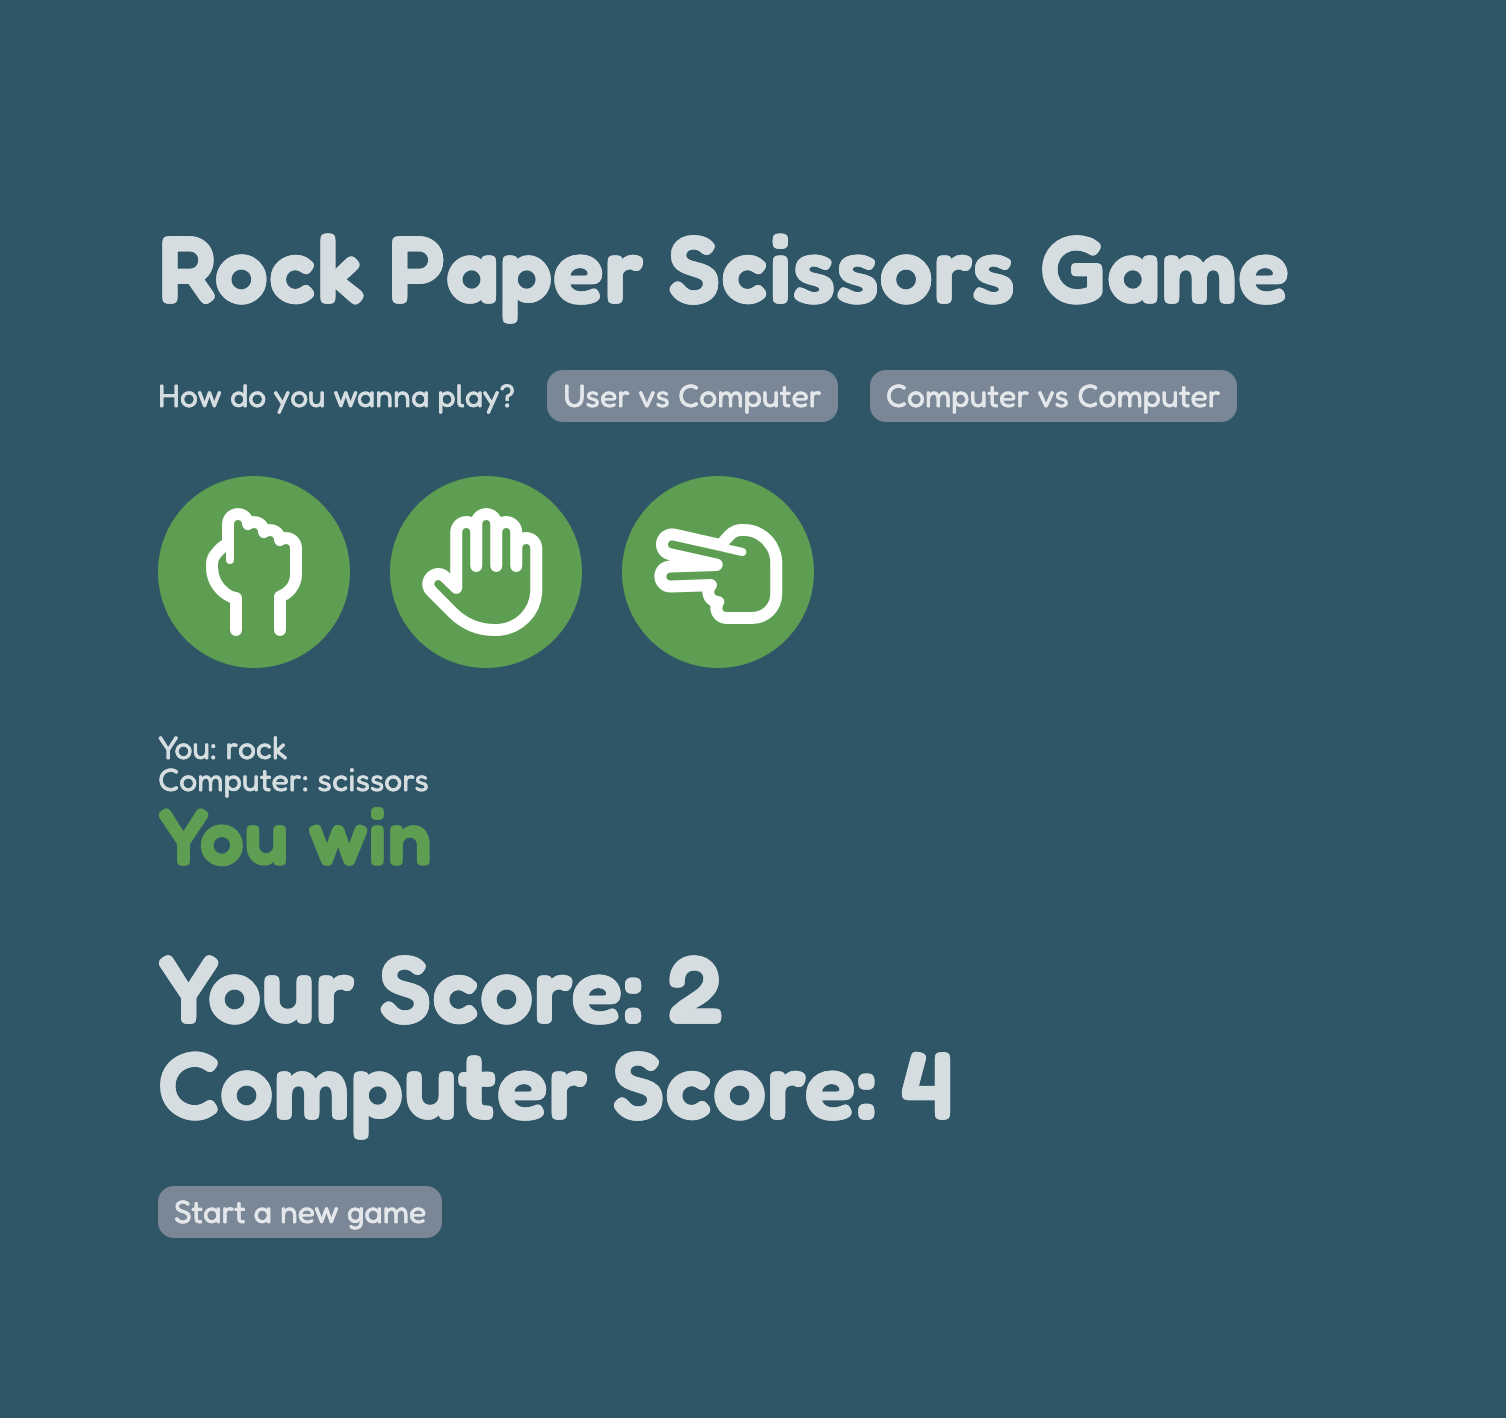 Rock Paper Scissors Game
How do you wanna play? User vs Computer Computer vs Computer
You: rock
Computer: scissors
You win
Your Score: 2
Computer Score: 4
Start a new game